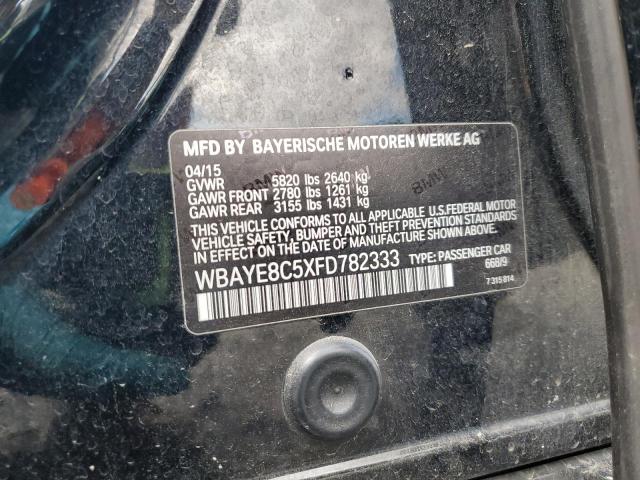 MFD BY BAYERISCHE MOTOREN WERKE AG
04/15
GVWR 5820 lbs 2640 kg
GAWR FRONT 2780 lbs 1261 kg
GAWR REAR 3155 lbs 1431 kg
THIS VEHICLE CONFORMS TO ALL APPLICABLE U.S.FEDERAL MOTOR
VEHICLE SAFETY, BUMPER AND THEFT PREVENTION STANDARDS
IN EFFECT ON THE DATE OF MANUFACTURE SHOWN ABOVE.
WBAYE8C5XFD782333 TYPE: PASSENGER CAR
668/9
7 315 814